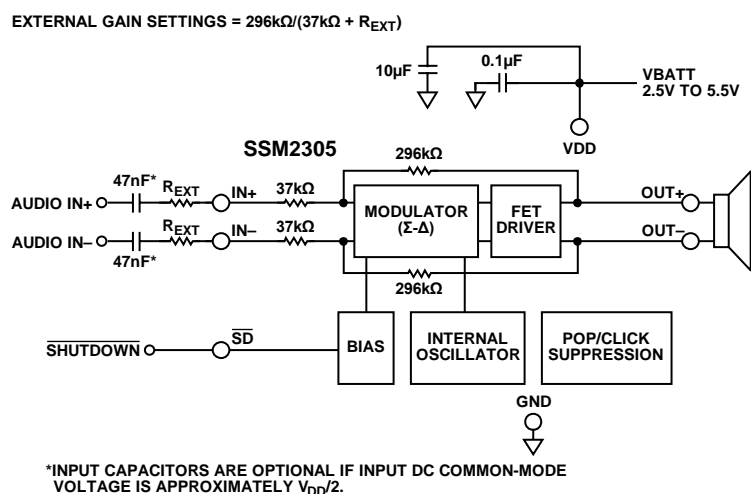 EXTERNAL GAIN SETTINGS = 296kΩ/(37kΩ + REXT)
10µF
0.1µF
VBATT
2.5V TO 5.5V
VDD
SSM2305
296kΩ
47nF*
REXT
IN+
37kΩ
AUDIO IN+
MODULATOR
(Σ-Δ)
FET
DRIVER
OUT+
AUDIO IN–
47nF*
REXT
IN–
37kΩ
OUT–
296kΩ
SHUTDOWN
SD
BIAS
INTERNAL
OSCILLATOR
POP/CLICK
SUPPRESSION
GND
*INPUT CAPACITORS ARE OPTIONAL IF INPUT DC COMMON-MODE
VOLTAGE IS APPROXIMATELY VDD/2.